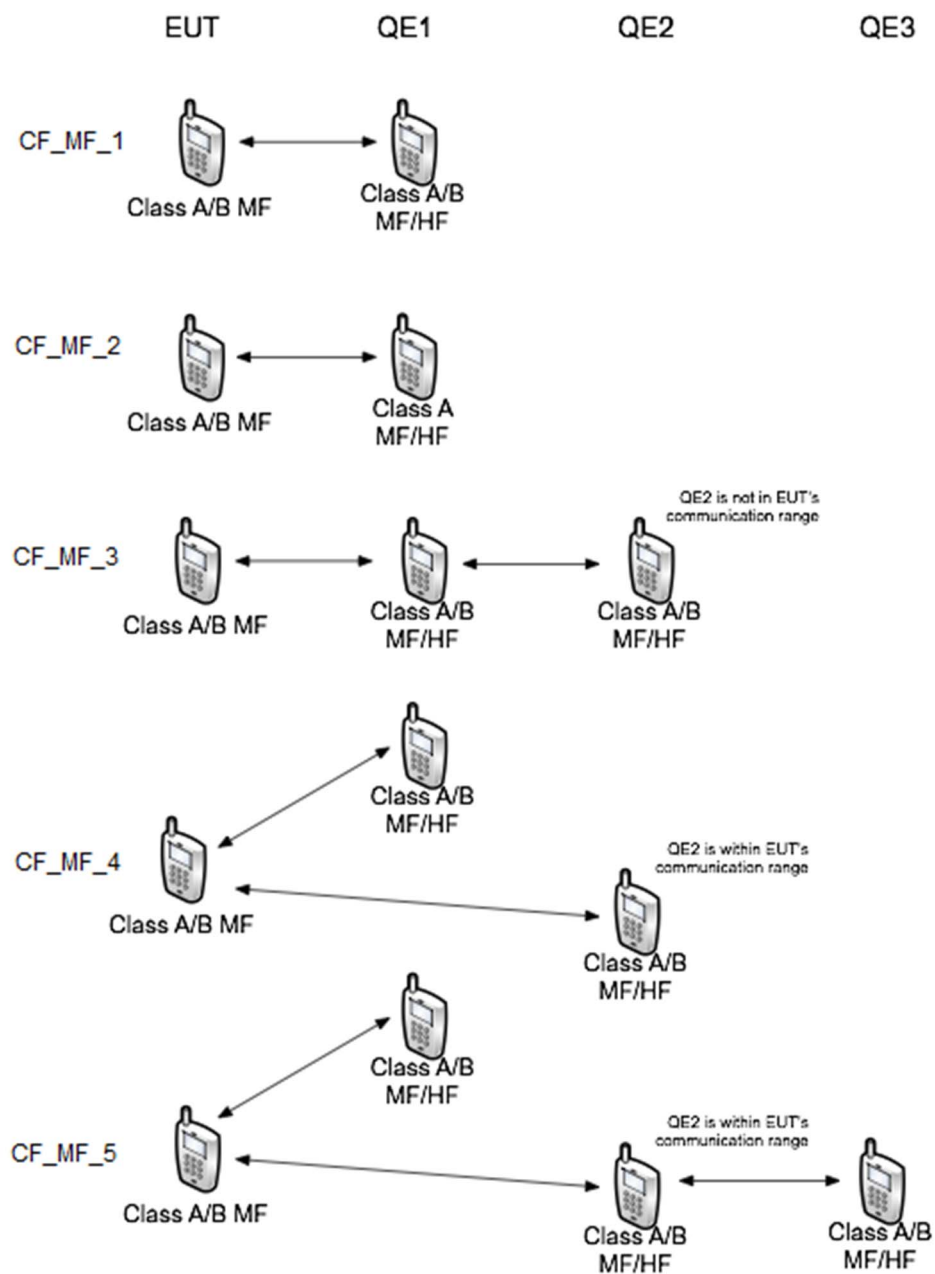 EUT QE1 QE2 QE3
CF_MF_1
Class A/B MF
Class A/B
MF/HF
CF_MF_2
Class A/B MF
Class A
MF/HF
QE2 is not in EUT's
communication range
CF_MF_3
Class A/B MF
Class A/B
MF/HF
Class A/B
MF/HF
Class A/B
MF/HF
QE2 is within EUT's
communication range
CF_MF_4
Class A/B MF
Class A/B
MF/HF
Class A/B
MF/HF
QE2 is within EUT's
communication range
CF_MF_5
Class A/B MF
Class A/B
MF/HF
Class A/B
MF/HF